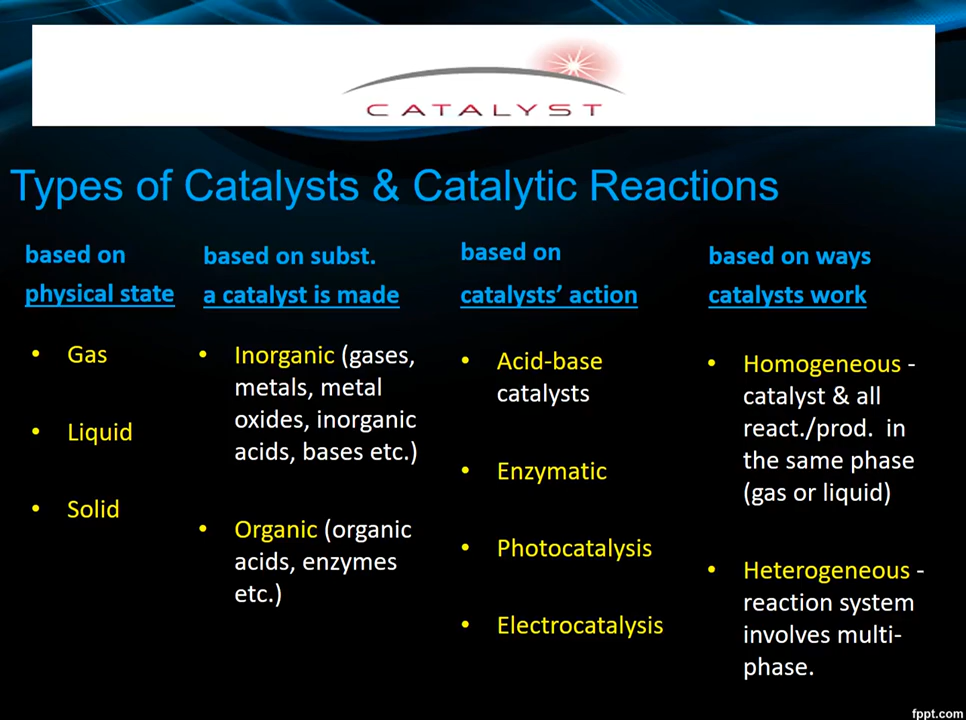 CATALYST
Types of Catalysts & Catalytic Reactions
based on
physical state
• Gas
• Liquid
• Solid
based on subst.
a catalyst is made
• Inorganic (gases,
metals, metal
oxides, inorganic
acids, bases etc.)
• Organic (organic
acids, enzymes
etc.)
based on
catalysts’ action
• Acid-base
catalysts
• Enzymatic
• Photocatalysis
• Electrocatalysis
based on ways
catalysts work
• Homogeneous -
catalyst & all
react./prod. in
the same phase
(gas or liquid)
• Heterogeneous -
reaction system
involves multi-
phase.
fppt.com